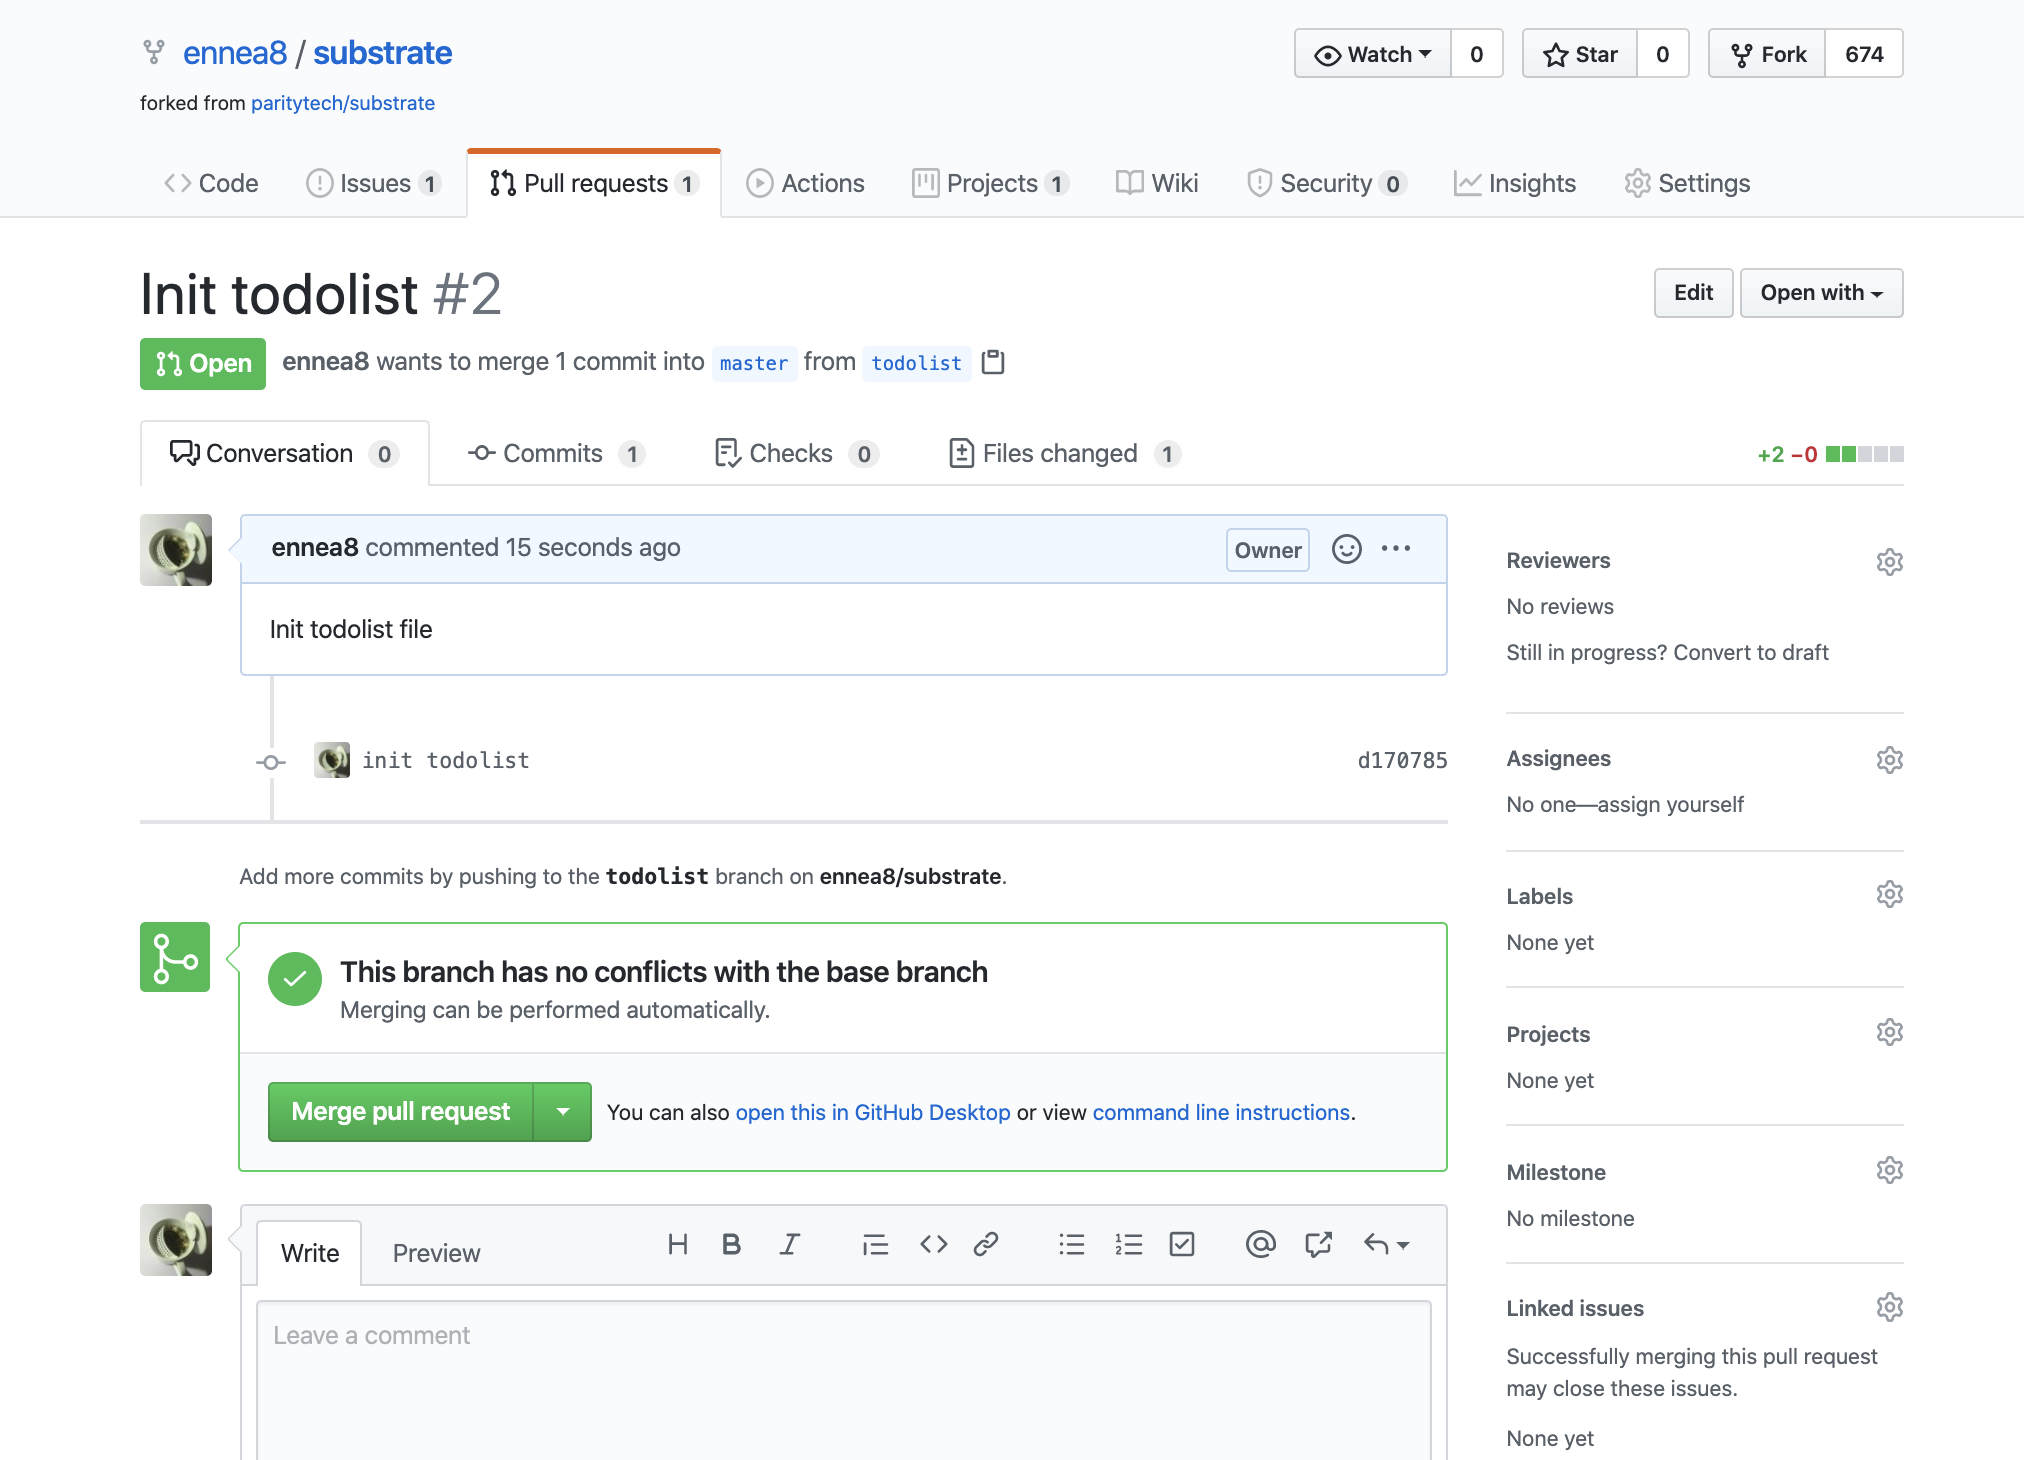 ennea8 / substrate
Watch 0 Star 0 Fork 674
forked from paritytech/substrate
Code Issues 1 Pull requests 1 Actions Projects 1 Wiki Security 0 Insights Settings
Init todolist #2
Edit Open with
Open ennea8 wants to merge 1 commit into master from todolist
Conversation 0 Commits 1 Checks 0 Files changed 1
+2 −0
ennea8 commented 15 seconds ago
Owner
Init todolist file
init todolist d170785
Add more commits by pushing to the todolist branch on ennea8/substrate.
This branch has no conflicts with the base branch
Merging can be performed automatically.
Merge pull request You can also open this in GitHub Desktop or view command line instructions.
Write Preview
Leave a comment
Reviewers
No reviews
Still in progress? Convert to draft
Assignees
No one—assign yourself
Labels
None yet
Projects
None yet
Milestone
No milestone
Linked issues
Successfully merging this pull request
may close these issues.
None yet